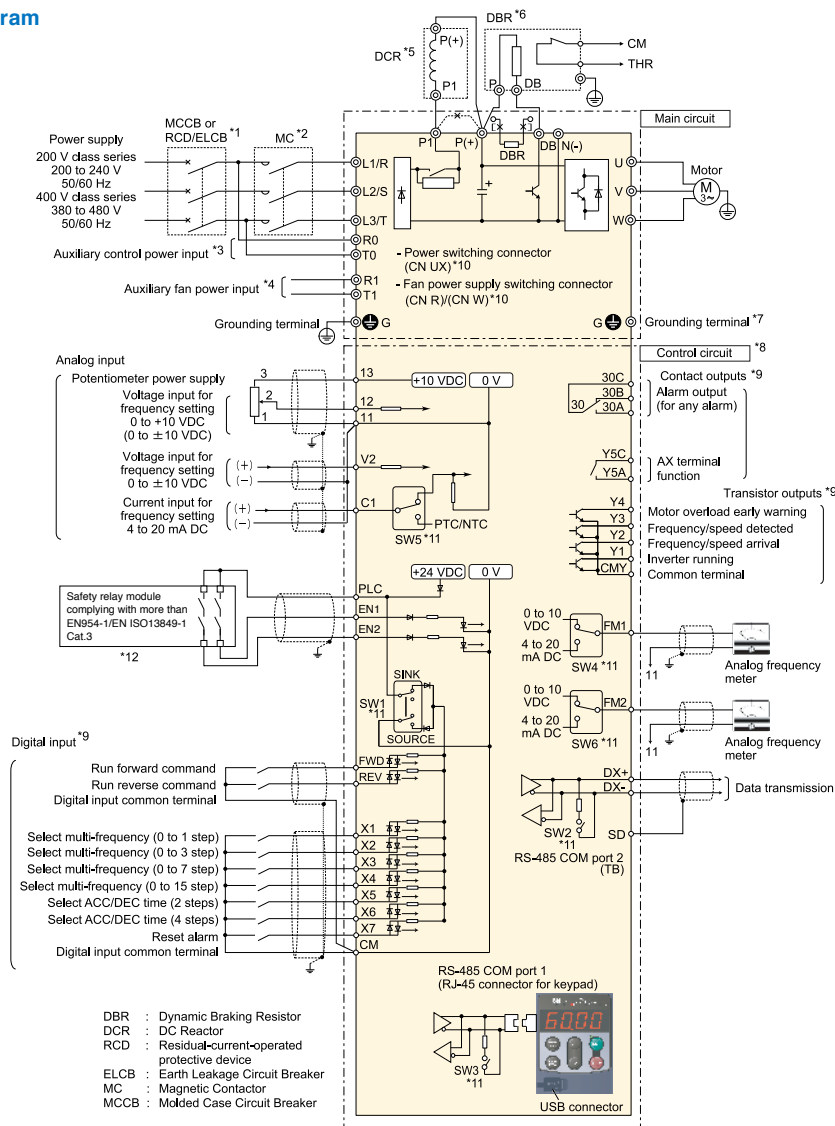 ram
DBR *6
DCR *5
P(+)
P1
P
DB
CM
THR
MCCB or
RCD/ELCB *1
MC *2
Main circuit
Power supply
200 V class series
200 to 240 V
50/60 Hz
400 V class series
380 to 480 V
50/60 Hz
P1
P(+)
DBR
DB
N(-)
L1/R
L2/S
L3/T
U
V
W
Motor
M
3~
Auxiliary control power input *3
R0
T0
- Power switching connector
(CN UX) *10
Auxiliary fan power input *4
R1
T1
- Fan power supply switching connector
(CN R)/(CN W) *10
Grounding terminal
G
G
Grounding terminal *7
Control circuit *8
Analog input
Potentiometer power supply
Voltage input for
frequency setting
0 to +10 VDC
(0 to ±10 VDC)
3
2
1
13
12
11
+10 VDC
0 V
Voltage input for
frequency setting
0 to ±10 VDC
(+)
(-)
V2
Current input for
frequency setting
4 to 20 mA DC
(+)
(-)
C1
PTC/NTC
SW5 *11
30C
30B
30A
30
Contact outputs *9
Alarm output
(for any alarm)
Y5C
Y5A
AX terminal
function
Transistor outputs *9
Y4
Motor overload early warning
Y3
Frequency/speed detected
Y2
Frequency/speed arrival
Y1
Inverter running
CMY
Common terminal
+24 VDC
0 V
Safety relay module
complying with more than
EN954-1/EN ISO13849-1
Cat.3
*12
PLC
EN1
EN2
SINK
SW1
*11
SOURCE
0 to 10
VDC
4 to 20
mA DC
SW4 *11
FM1
11
Analog frequency
meter
0 to 10
VDC
4 to 20
mA DC
SW6 *11
FM2
11
Analog frequency
meter
Digital input *9
Run forward command
FWD
Run reverse command
REV
Digital input common terminal
DX+
DX-
Data transmission
SW2
*11
SD
RS-485 COM port 2
(TB)
Select multi-frequency (0 to 1 step)
X1
Select multi-frequency (0 to 3 step)
X2
Select multi-frequency (0 to 7 step)
X3
Select multi-frequency (0 to 15 step)
X4
Select ACC/DEC time (2 steps)
X5
Select ACC/DEC time (4 steps)
X6
Reset alarm
X7
Digital input common terminal
CM
RS-485 COM port 1
(RJ-45 connector for keypad)
SW3
*11
60.00
USB connector
DBR : Dynamic Braking Resistor
DCR : DC Reactor
RCD : Residual-current-operated
protective device
ELCB : Earth Leakage Circuit Breaker
MC : Magnetic Contactor
MCCB : Molded Case Circuit Breaker